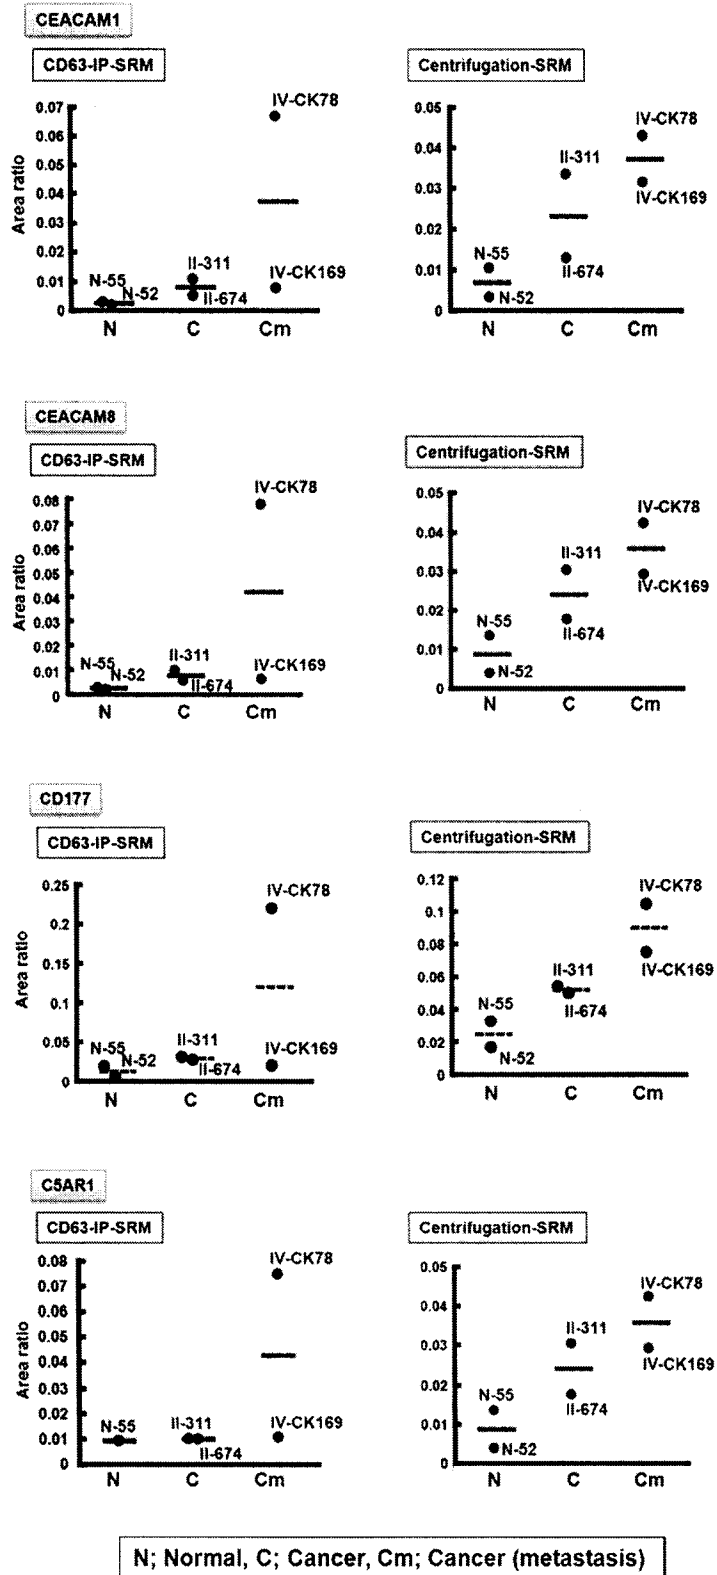 CEACAM1
CD63-IP-SRM
Centrifugation-SRM
Area ratio
0.07
0.06
0.05
0.04
0.03
0.02
0.01
0
N-55
N-52
II-311
II-674
IV-CK78
IV-CK169
N C Cm
0.05
0.04
0.03
0.02
0.01
0
N-55
N-52
II-311
II-674
IV-CK78
IV-CK169
N C Cm
CEACAM8
CD63-IP-SRM
Centrifugation-SRM
Area ratio
0.08
0.07
0.06
0.05
0.04
0.03
0.02
0.01
0
N-55
N-52
II-311
II-674
IV-CK78
IV-CK169
N C Cm
0.05
0.04
0.03
0.02
0.01
0
N-55
N-52
II-311
II-674
IV-CK78
IV-CK169
N C Cm
CD177
CD63-IP-SRM
Centrifugation-SRM
Area ratio
0.25
0.2
0.15
0.1
0.05
0
N-55
N-52
II-311
II-674
IV-CK78
IV-CK169
N C Cm
0.12
0.1
0.08
0.06
0.04
0.02
0
N-55
N-52
II-311
II-674
IV-CK78
IV-CK169
N C Cm
C5AR1
CD63-IP-SRM
Centrifugation-SRM
Area ratio
0.08
0.07
0.06
0.05
0.04
0.03
0.02
0.01
0
N-55
II-311
II-674
IV-CK78
IV-CK169
N C Cm
0.05
0.04
0.03
0.02
0.01
0
N-55
N-52
II-311
II-674
IV-CK78
IV-CK169
N C Cm
N; Normal, C; Cancer, Cm; Cancer (metastasis)